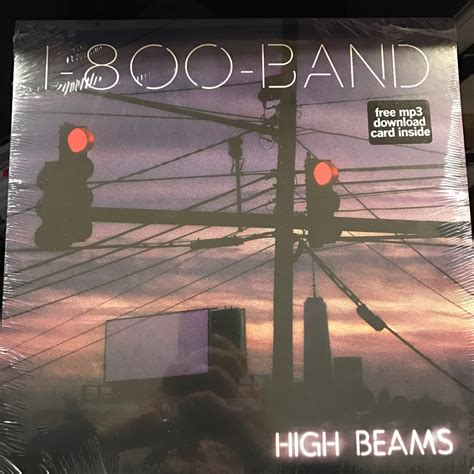 1-800-BAND
free mp3
download
card inside
HIGH BEAMS